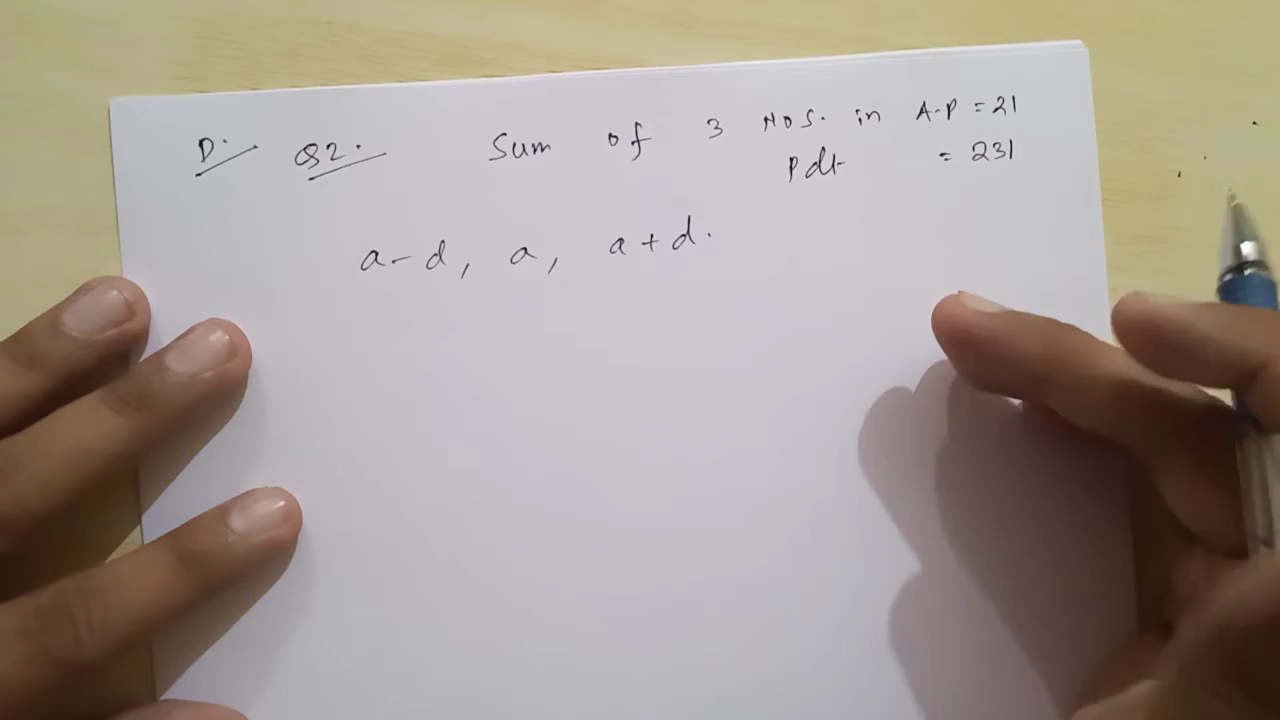 D. Q2. Sum of 3 NOS. in A.P = 21
Pdt = 231
a - d, a, a + d.